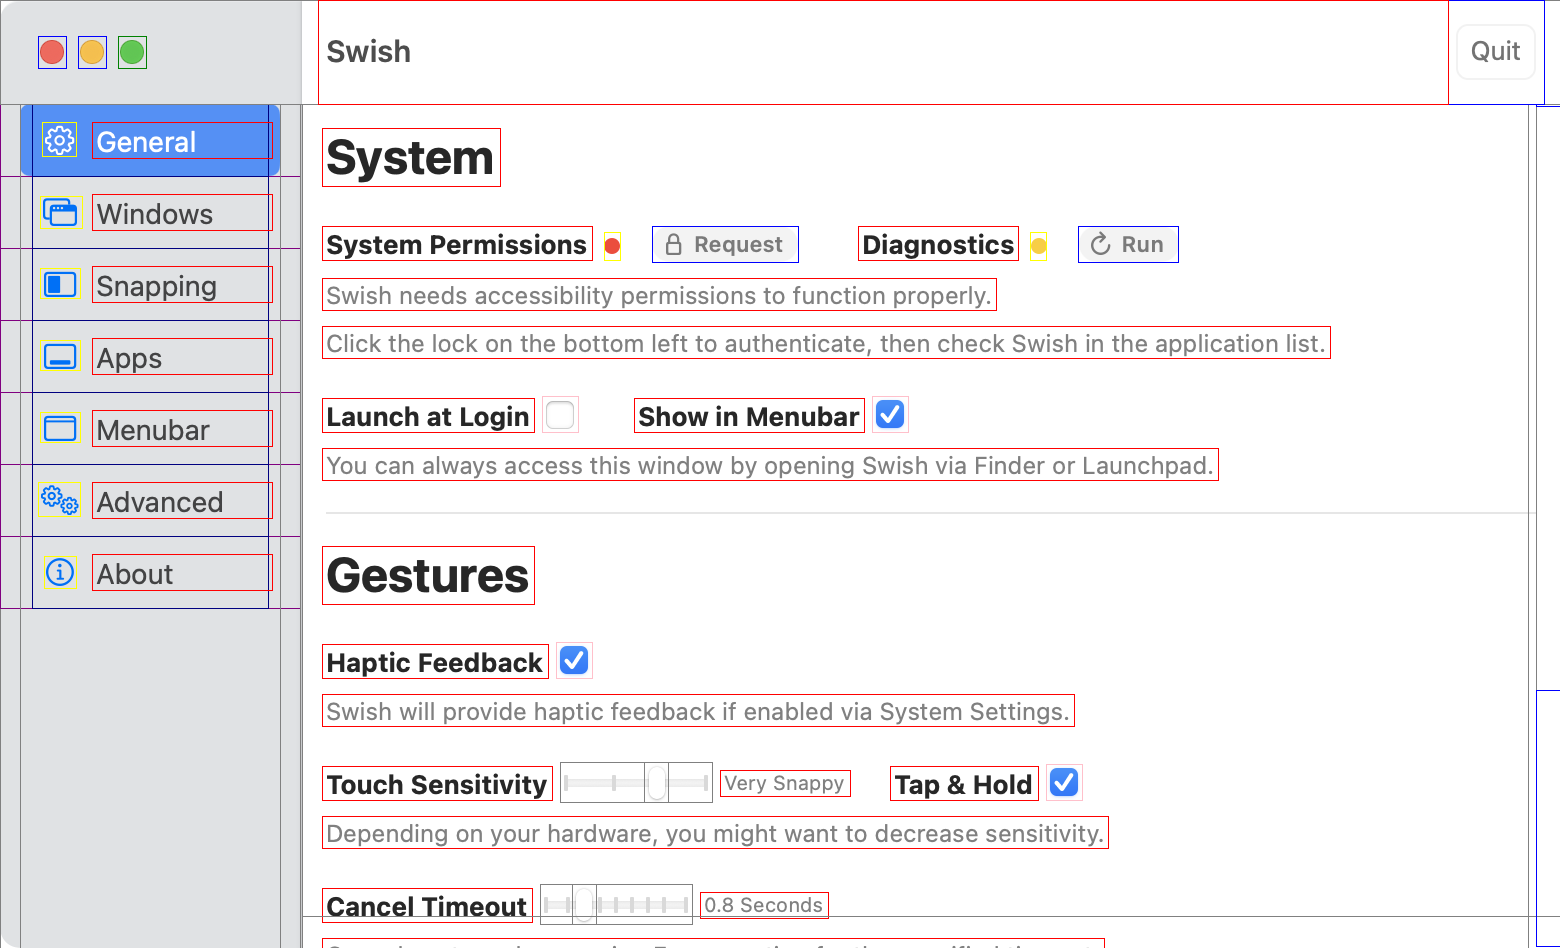 Swish
Quit
General
Windows
Snapping
Apps
Menubar
Advanced
About
System
System Permissions Request Diagnostics Run
Swish needs accessibility permissions to function properly.
Click the lock on the bottom left to authenticate, then check Swish in the application list.
Launch at Login Show in Menubar
You can always access this window by opening Swish via Finder or Launchpad.
Gestures
Haptic Feedback
Swish will provide haptic feedback if enabled via System Settings.
Touch Sensitivity Very Snappy Tap & Hold
Depending on your hardware, you might want to decrease sensitivity.
Cancel Timeout 0.8 Seconds